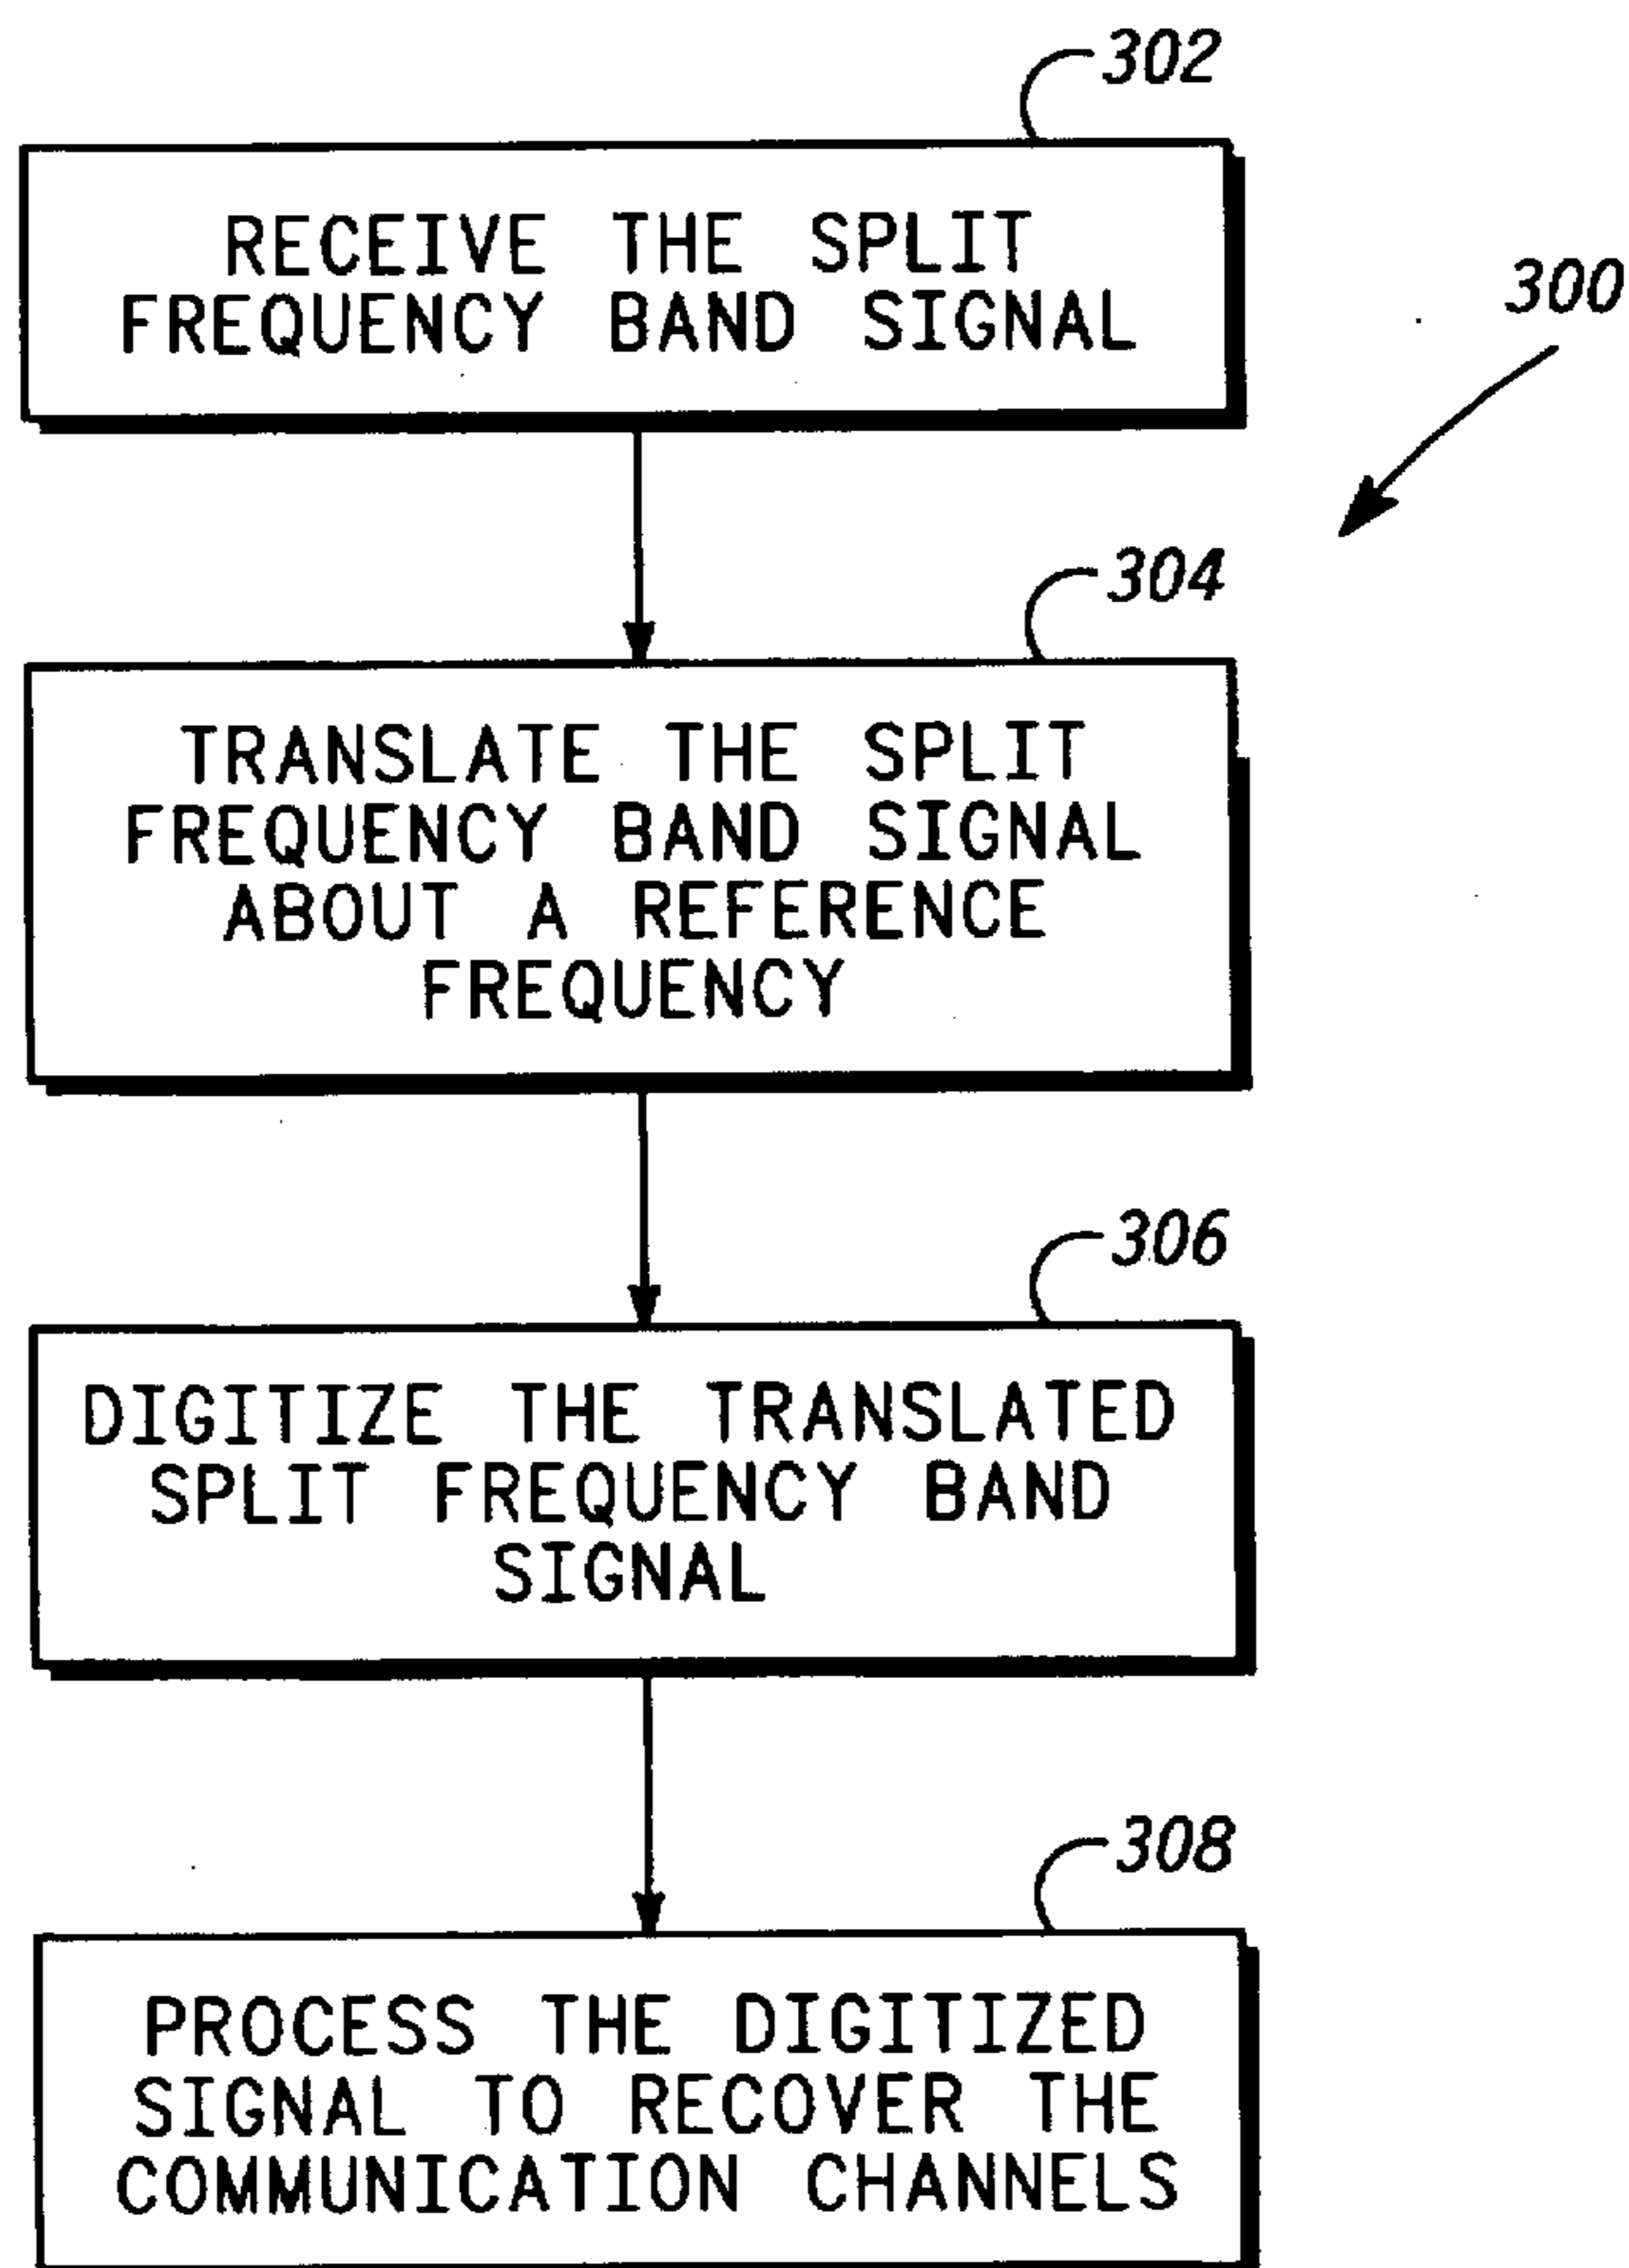 302
RECEIVE THE SPLIT
FREQUENCY BAND SIGNAL
300
304
TRANSLATE THE SPLIT
FREQUENCY BAND SIGNAL
ABOUT A REFERENCE
FREQUENCY
306
DIGITIZE THE TRANSLATED
SPLIT FREQUENCY BAND
SIGNAL
308
PROCESS THE DIGITIZED
SIGNAL TO RECOVER THE
COMMUNICATION CHANNELS